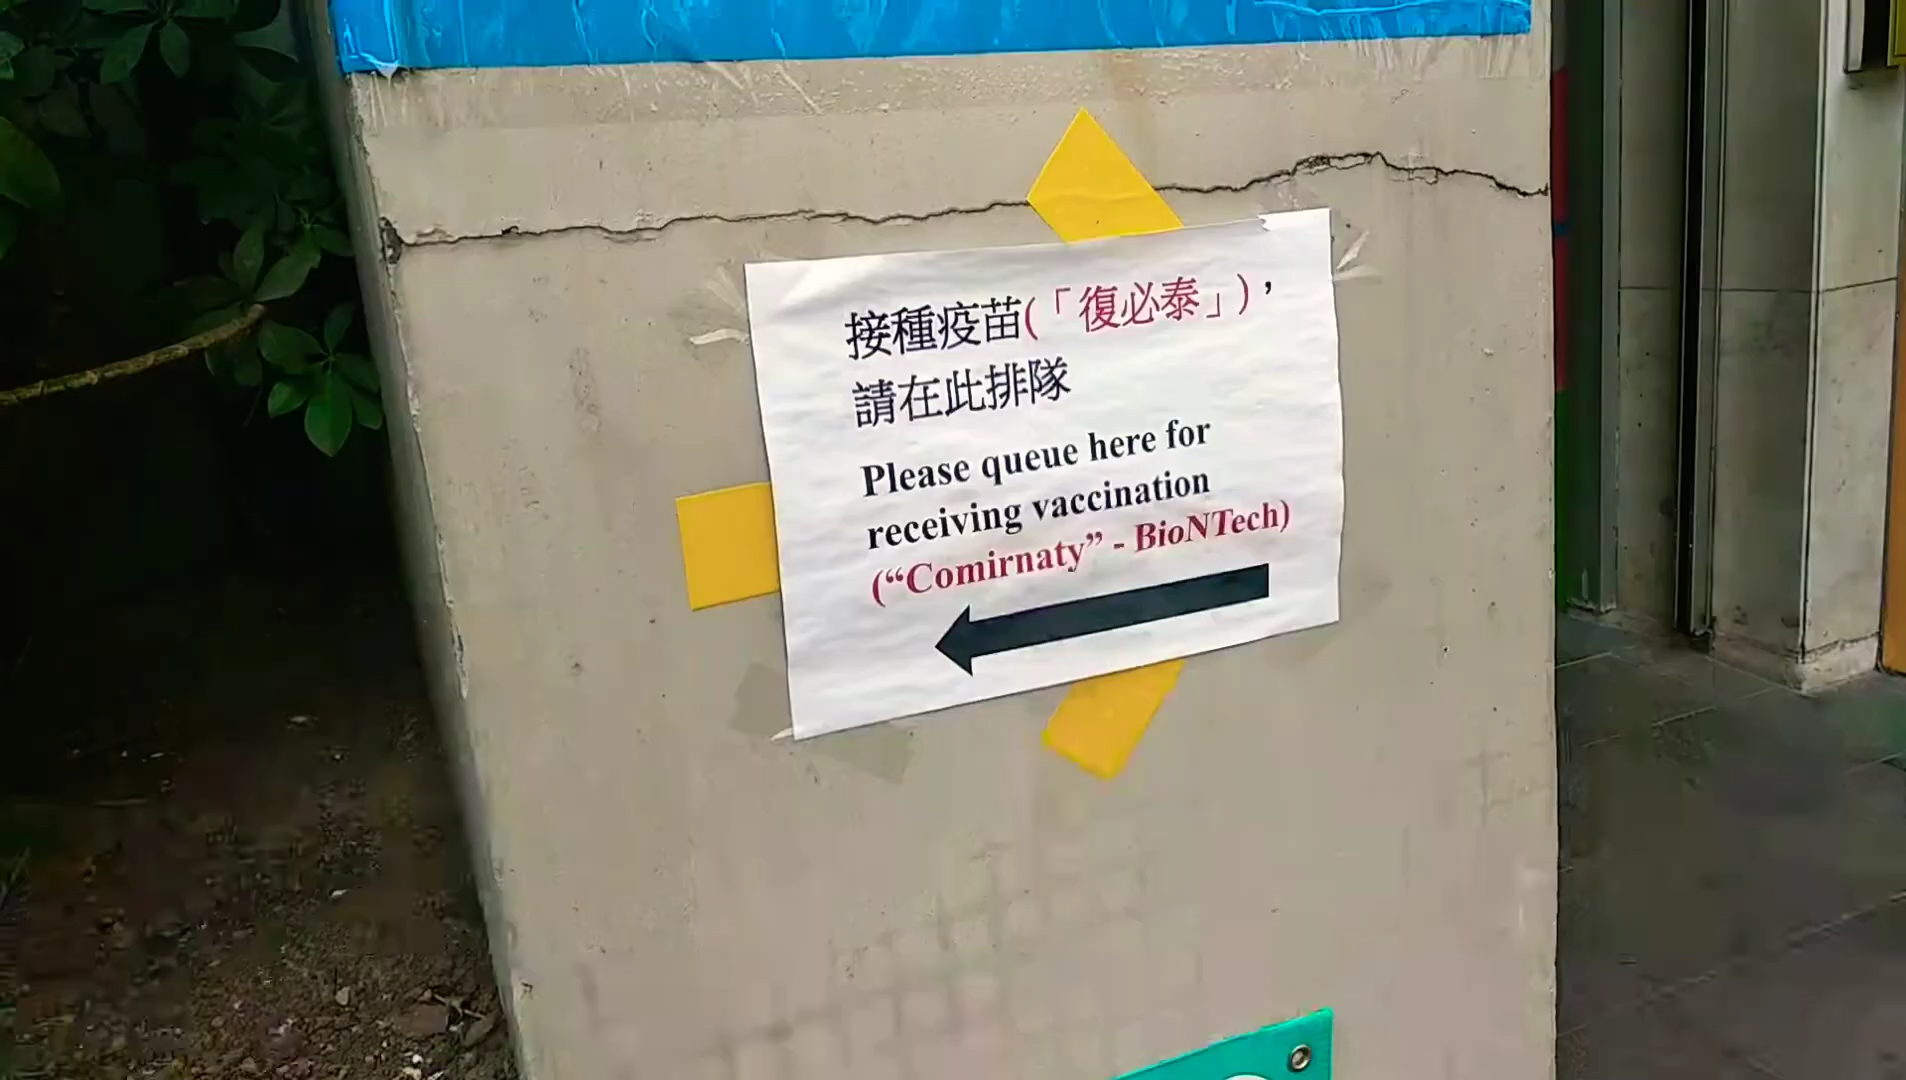 接種疫苗(「復必泰」)，
請在此排隊
Please queue here for
receiving vaccination
(“Comirnaty” - BioNTech)